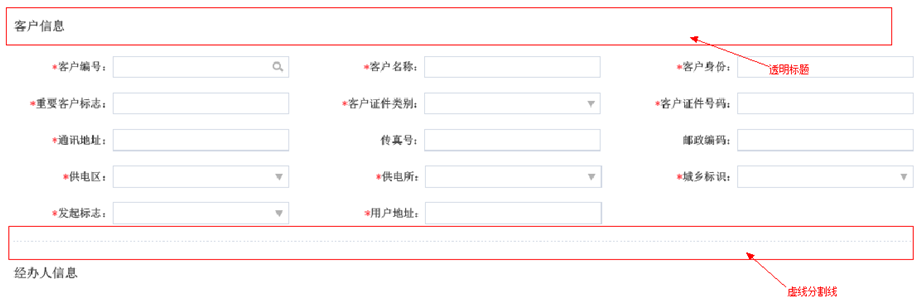 客户信息
*客户编号： *客户名称： *客户身份：
透明标题
*重要客户标志： *客户证件类别： *客户证件号码：
*通讯地址： 传真号： 邮政编码：
*供电区： *供电所： *城乡标识：
*发起标志： *用户地址：
经办人信息
虚线分割线